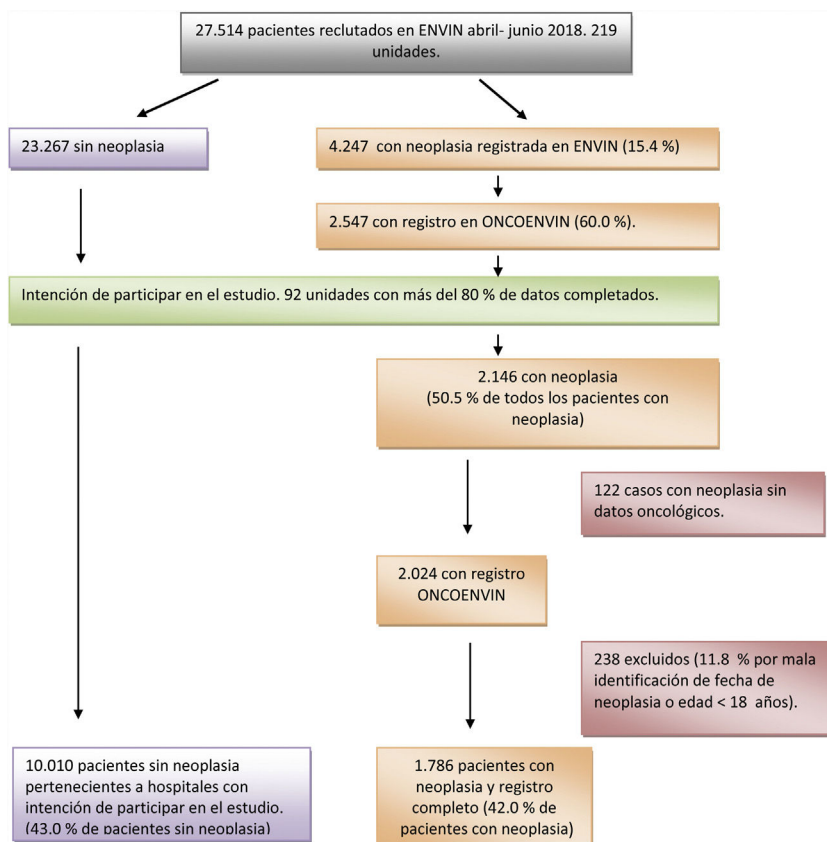 27.514 pacientes reclutados en ENVIN abril- junio 2018. 219
unidades.
23.267 sin neoplasia
4.247 con neoplasia registrada en ENVIN (15.4 %)
2.547 con registro en ONCOENVIN (60.0 %).
Intención de participar en el estudio. 92 unidades con más del 80 % de datos completados.
2.146 con neoplasia
(50.5 % de todos los pacientes con
neoplasia)
122 casos con neoplasia sin
datos oncológicos.
2.024 con registro
ONCOENVIN
238 excluidos (11.8 % por mala
identificación de fecha de
neoplasia o edad < 18 años).
10.010 pacientes sin neoplasia
pertenecientes a hospitales con
intención de participar en el estudio.
(43.0 % de pacientes sin neoplasia)
1.786 pacientes con
neoplasia y registro
completo (42.0 % de
pacientes con neoplasia)